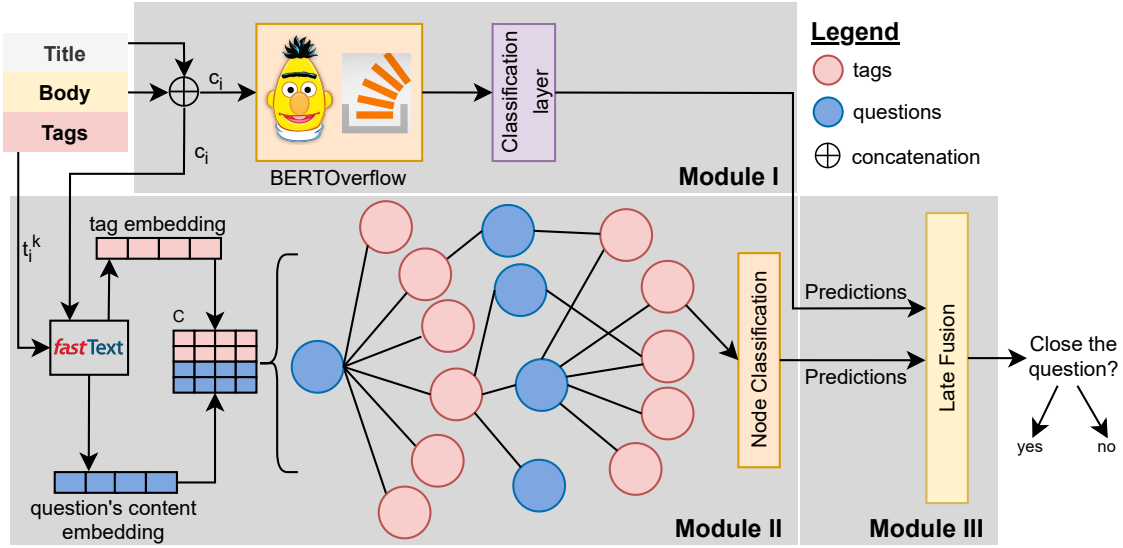 Title
Body
Tags
c_i
c_i
BERTOverflow
Classification
layer
Module I
Legend
tags
questions
concatenation
t_i^k
tag embedding
C
fastText
question's content
embedding
Node Classification
Module II
Predictions
Predictions
Late Fusion
Module III
Close the
question?
yes
no